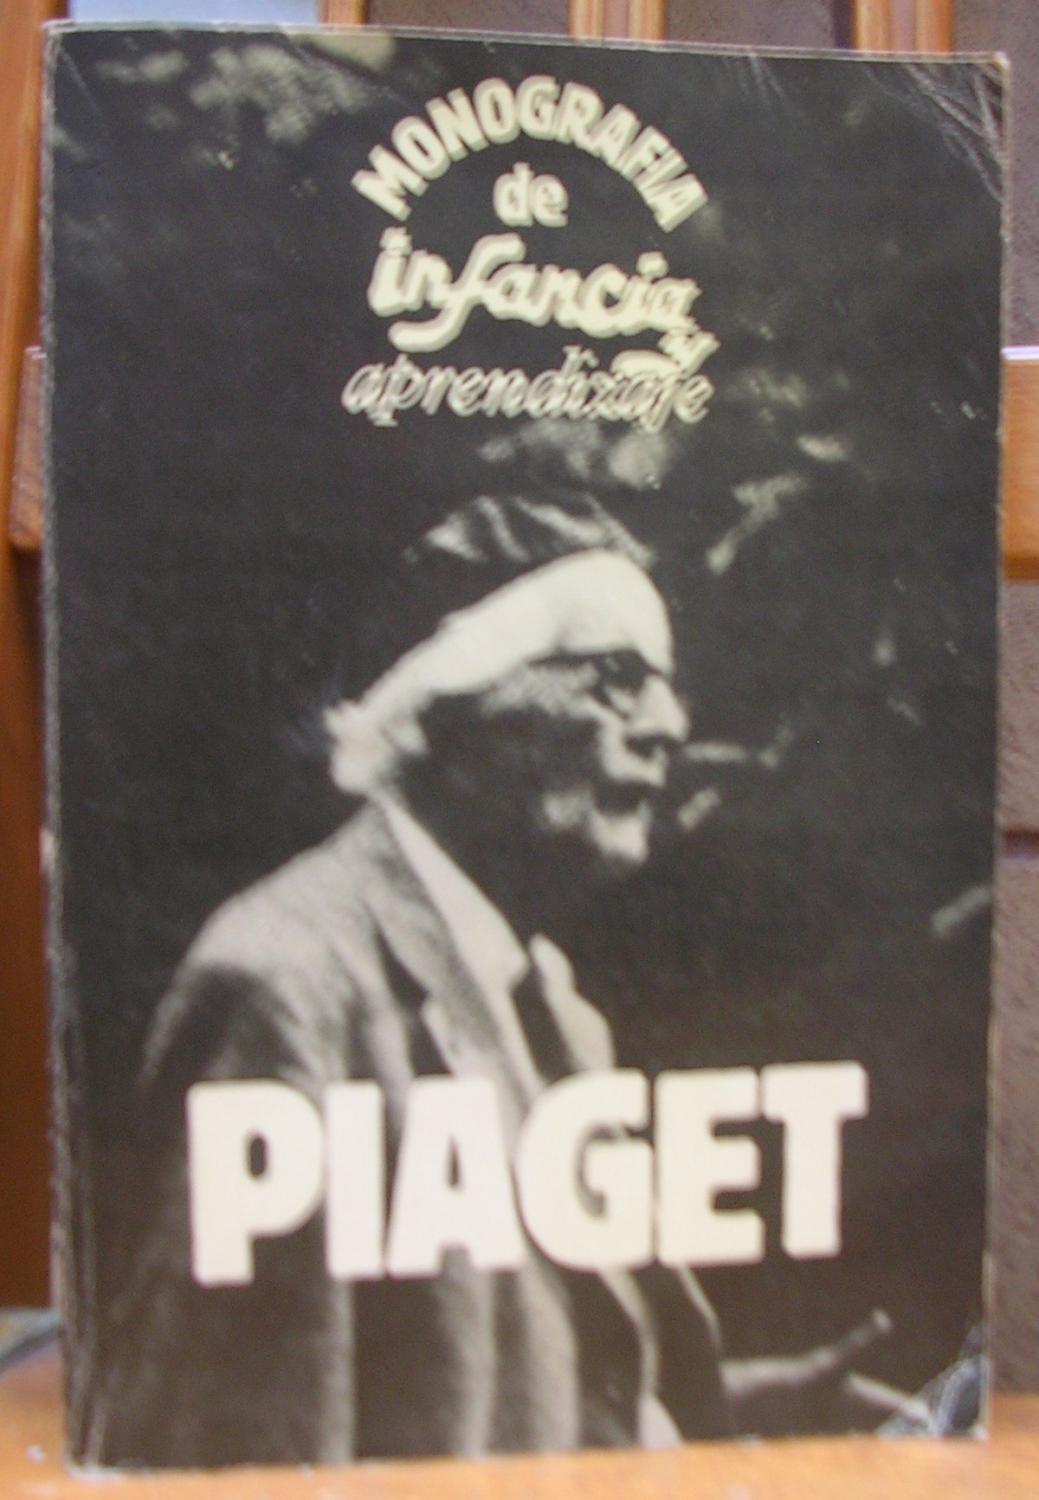 MONOGRAFIA
de
infancia
y
aprendizaje
PIAGET